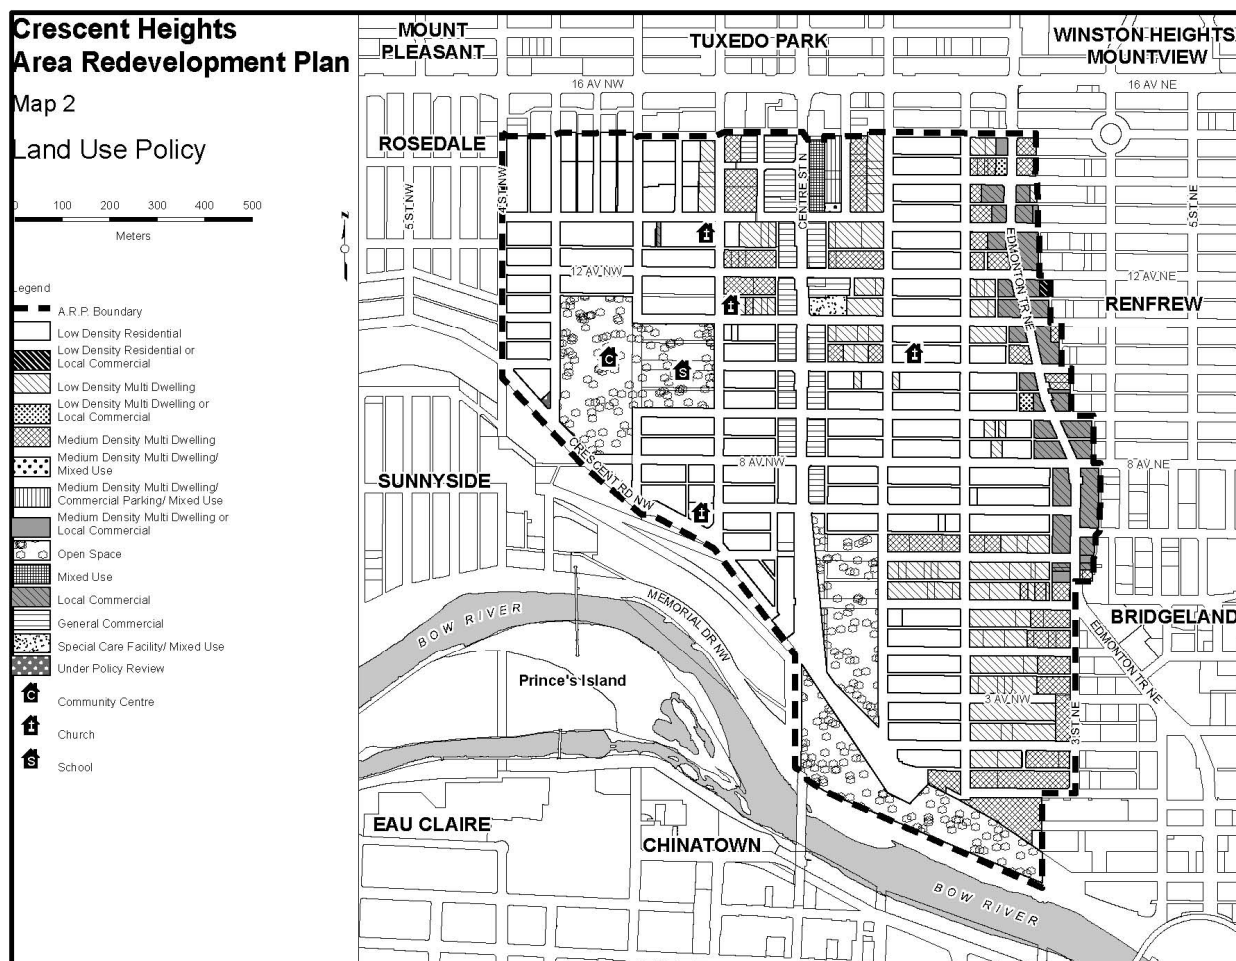 Crescent Heights
Area Redevelopment Plan
Map 2
Land Use Policy
0 100 200 300 400 500
Meters
Z
Legend
A.R.P. Boundary
Low Density Residential
Low Density Residential or
Local Commercial
Low Density Multi Dwelling
Low Density Multi Dwelling or
Local Commercial
Medium Density Multi Dwelling
Medium Density Multi Dwelling/
Mixed Use
Medium Density Multi Dwelling/
Commercial Parking/ Mixed Use
Medium Density Multi Dwelling or
Local Commercial
Open Space
Mixed Use
Local Commercial
General Commercial
Special Care Facility/ Mixed Use
Under Policy Review
C
Community Centre
I
Church
S
School
MOUNT
PLEASANT
TUXEDO PARK
WINSTON HEIGHTS
MOUNTVIEW
16 AV NW
16 AV NE
ROSEDALE
5 ST NW
4 ST NW
CENTRE ST N
5 ST NE
I
EDMONTON TR NE
12 AV NW
12 AV NE
I
RENFREW
C
S
I
CRESCENT RD NW
8 AV NW
8 AV NE
SUNNYSIDE
I
BOW RIVER
MEMORIAL DR NW
BRIDGELAND
EDMONTON TR NE
Prince's Island
3 AV NW
3 ST NE
EAU CLAIRE
CHINATOWN
BOW RIVER